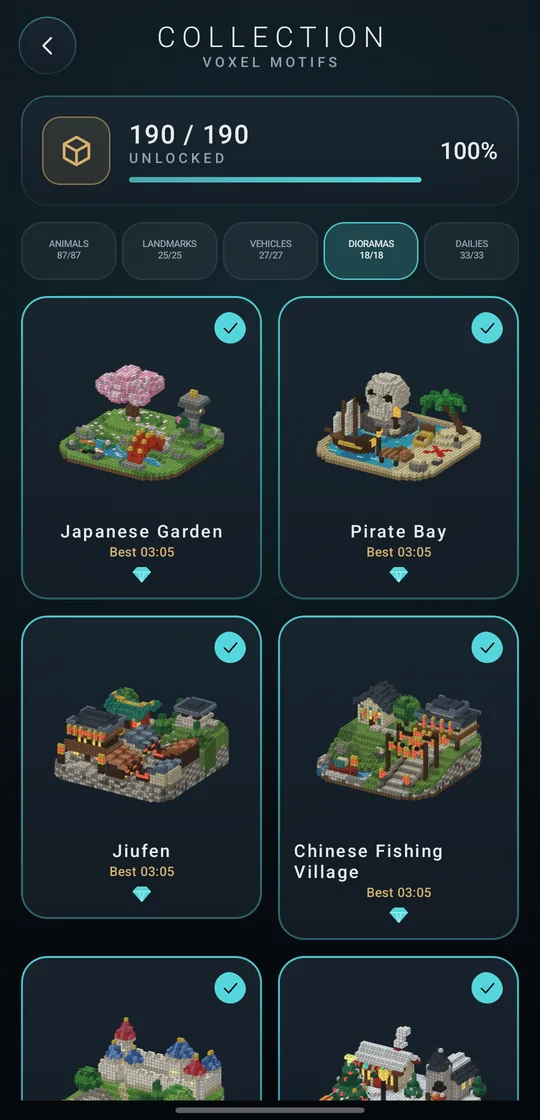 COLLECTION
VOXEL MOTIFS
190 / 190
UNLOCKED
100%
ANIMALS
87/87
LANDMARKS
25/25
VEHICLES
27/27
DIORAMAS
18/18
DAILIES
33/33
Japanese Garden
Best 03:05
Pirate Bay
Best 03:05
Jiufen
Best 03:05
Chinese Fishing
Village
Best 03:05